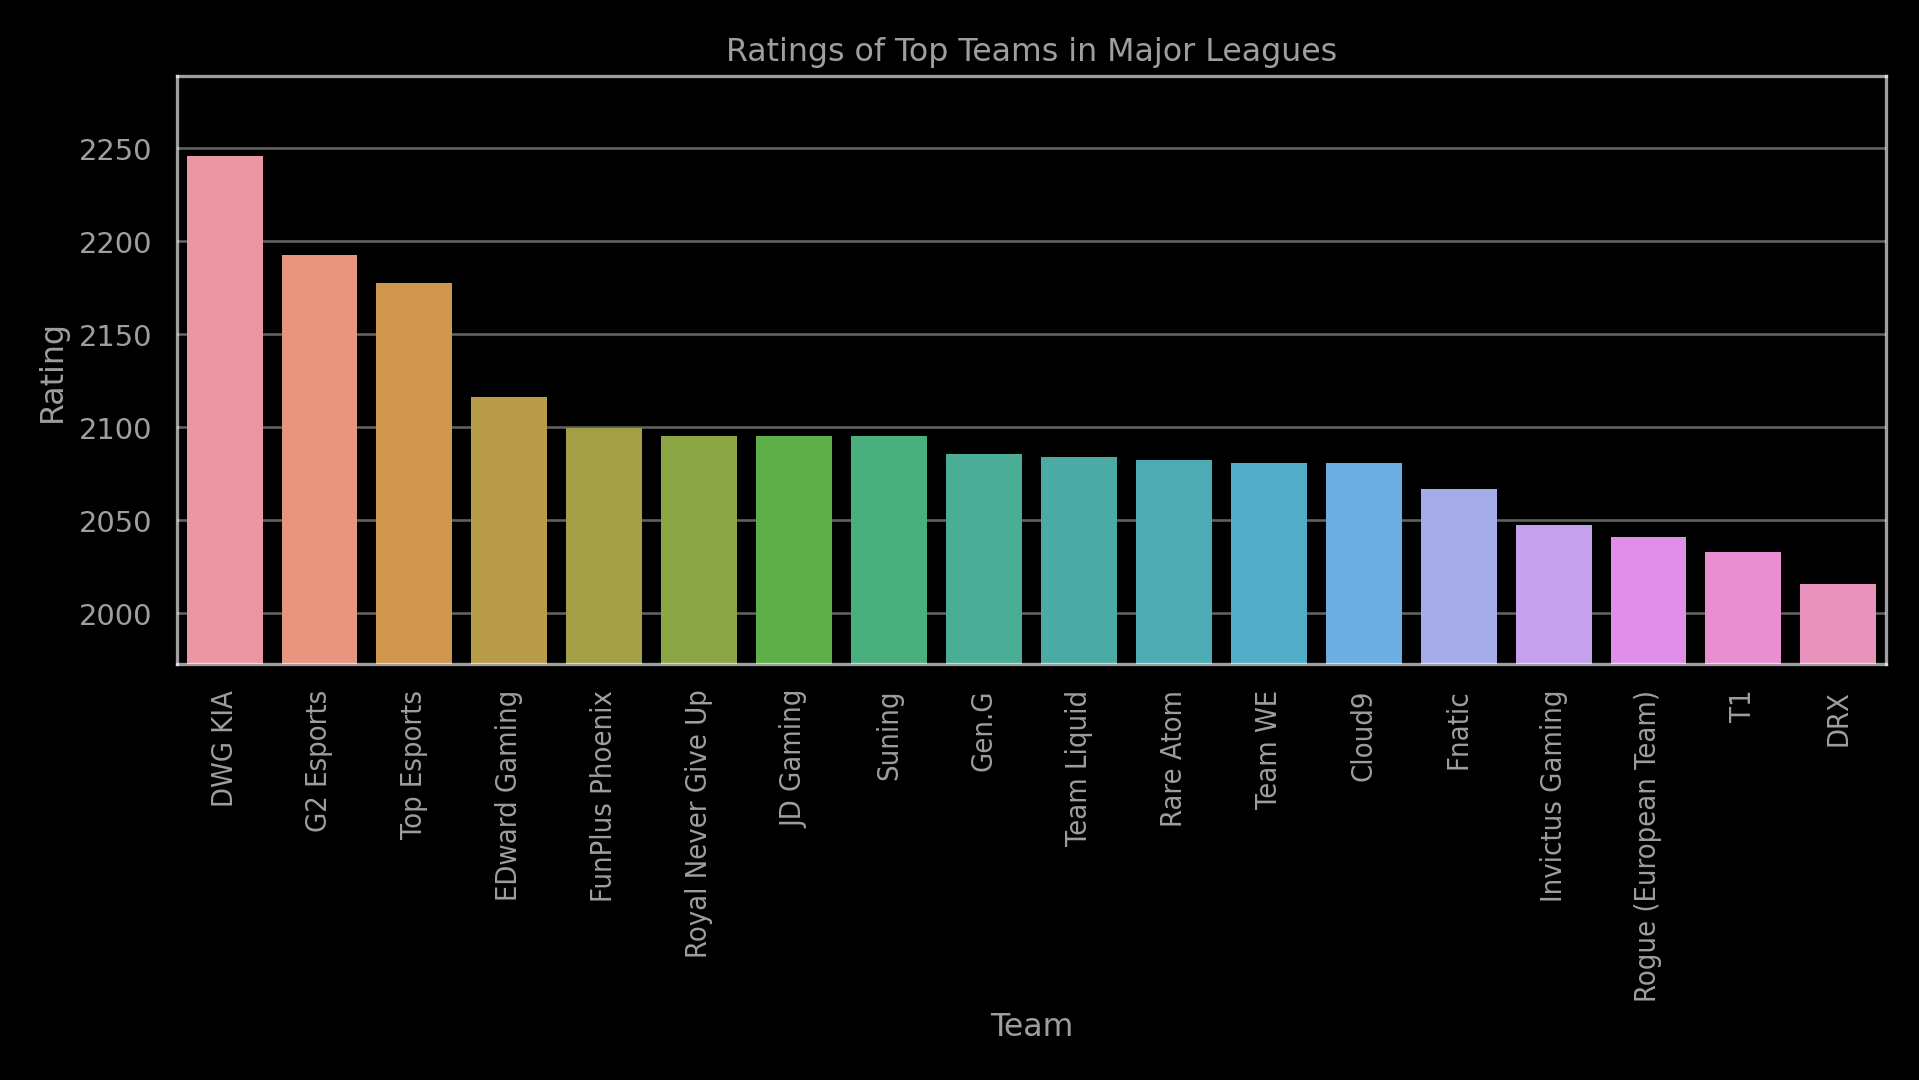 Ratings of Top Teams in Major Leagues
Rating
2250
2200
2150
2100
2050
2000
DWG KIA
G2 Esports
Top Esports
EDward Gaming
FunPlus Phoenix
Royal Never Give Up
JD Gaming
Suning
Gen.G
Team Liquid
Rare Atom
Team WE
Cloud9
Fnatic
Invictus Gaming
Rogue (European Team)
T1
DRX
Team